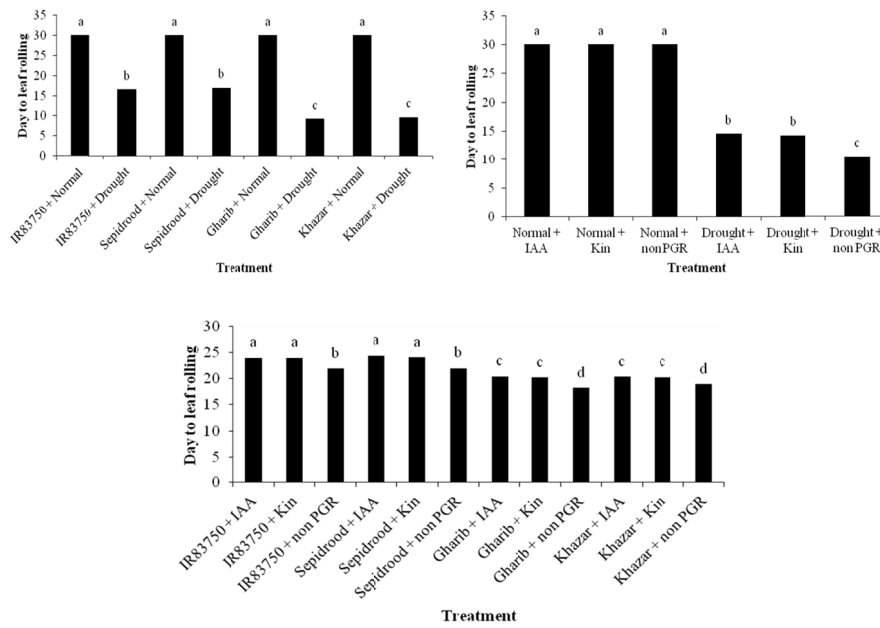 Day to leaf rolling
35
30
25
20
15
10
5
0
a
b
a
b
a
c
a
c
IR83750 + Normal
IR83750 + Drought
Sepidrood + Normal
Sepidrood + Drought
Gharib + Normal
Gharib + Drought
Khazar + Normal
Khazar + Drought
Treatment
Day to leaf rolling
35
30
25
20
15
10
5
0
a
a
a
b
b
c
Normal +
IAA
Normal +
Kin
Normal +
non PGR
Drought +
IAA
Drought +
Kin
Drought +
non PGR
Treatment
Day to leaf rolling
30
25
20
15
10
5
0
a
a
b
a
a
b
c
c
d
c
c
d
IR83750 + IAA
IR83750 + Kin
IR83750 + non PGR
Sepidrood + IAA
Sepidrood + Kin
Sepidrood + non PGR
Gharib + IAA
Gharib + Kin
Gharib + non PGR
Khazar + IAA
Khazar + Kin
Khazar + non PGR
Treatment